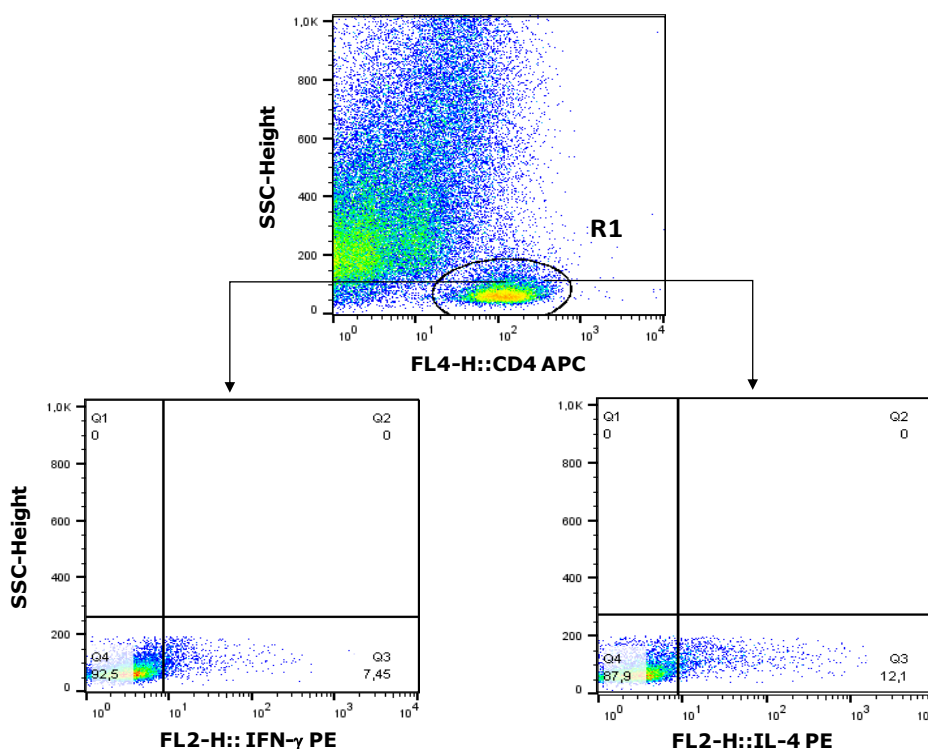 1,0K
800
600
400
200
0
SSC-Height
R1
10^0 10^1 10^2 10^3 10^4
FL4-H::CD4 APC
1,0K
800
600
400
200
0
SSC-Height
Q1
0
Q2
0
Q4
92,5
Q3
7,45
10^0 10^1 10^2 10^3 10^4
FL2-H:: IFN-γ PE
1,0K
800
600
400
200
0
Q1
0
Q2
0
Q4
87,9
Q3
12,1
10^0 10^1 10^2 10^3
FL2-H::IL-4 PE